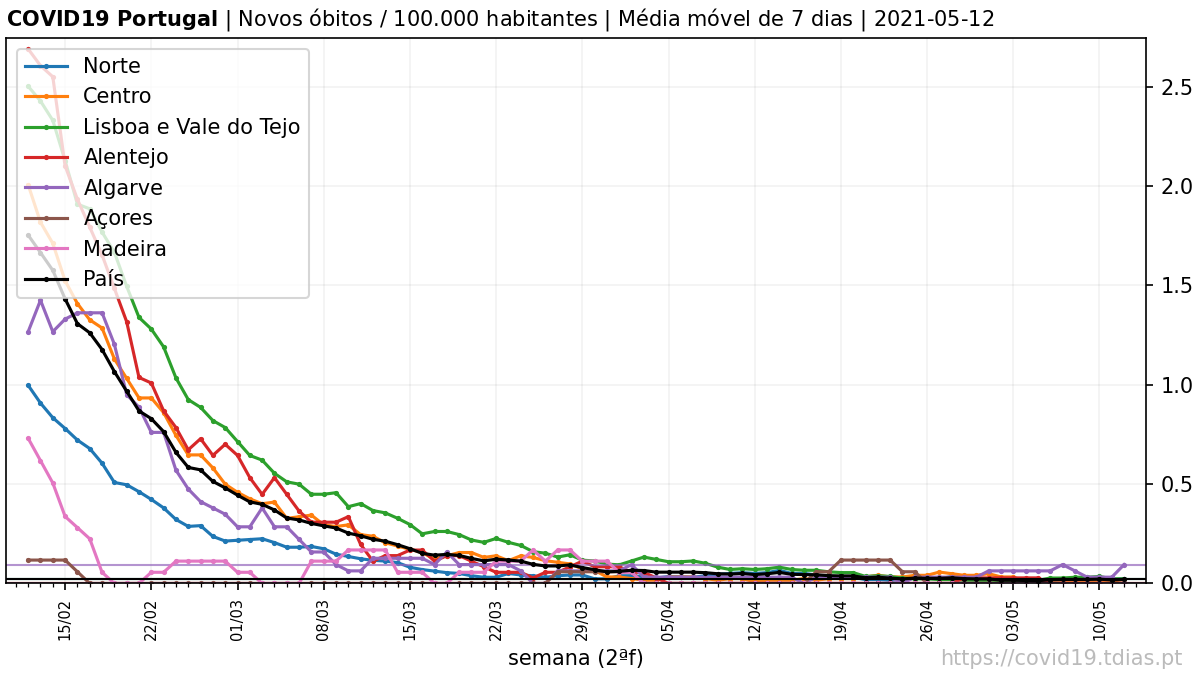 COVID19 Portugal | Novos óbitos / 100.000 habitantes | Média móvel de 7 dias | 2021-05-12
Norte
Centro
Lisboa e Vale do Tejo
Alentejo
Algarve
Açores
Madeira
País
2.5
2.0
1.5
1.0
0.5
0.0
15/02
22/02
01/03
08/03
15/03
22/03
29/03
05/04
12/04
19/04
26/04
03/05
10/05
semana (2ªf)
https://covid19.tdias.pt